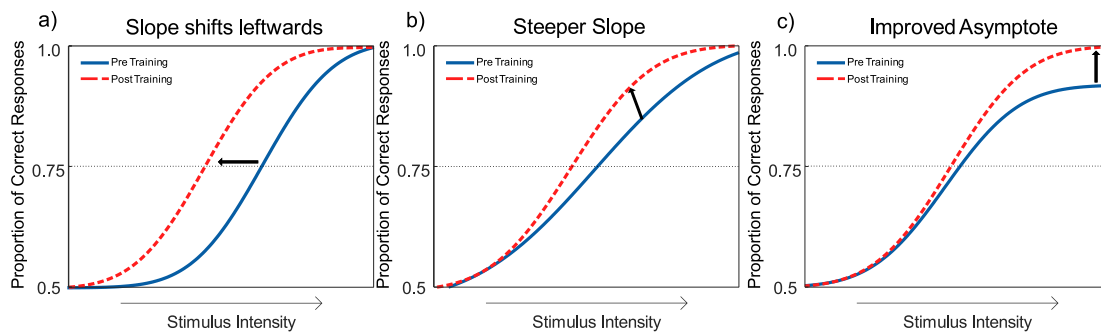 a)
Slope shifts leftwards
1.0
Pre Training
Post Training
0.75
0.5
Proportion of Correct Responses
Stimulus Intensity
b)
Steeper Slope
1.0
Pre Training
Post Training
0.75
0.5
Proportion of Correct Responses
Stimulus Intensity
c)
Improved Asymptote
1.0
Pre Training
Post Training
0.75
0.5
Proportion of Correct Responses
Stimulus Intensity